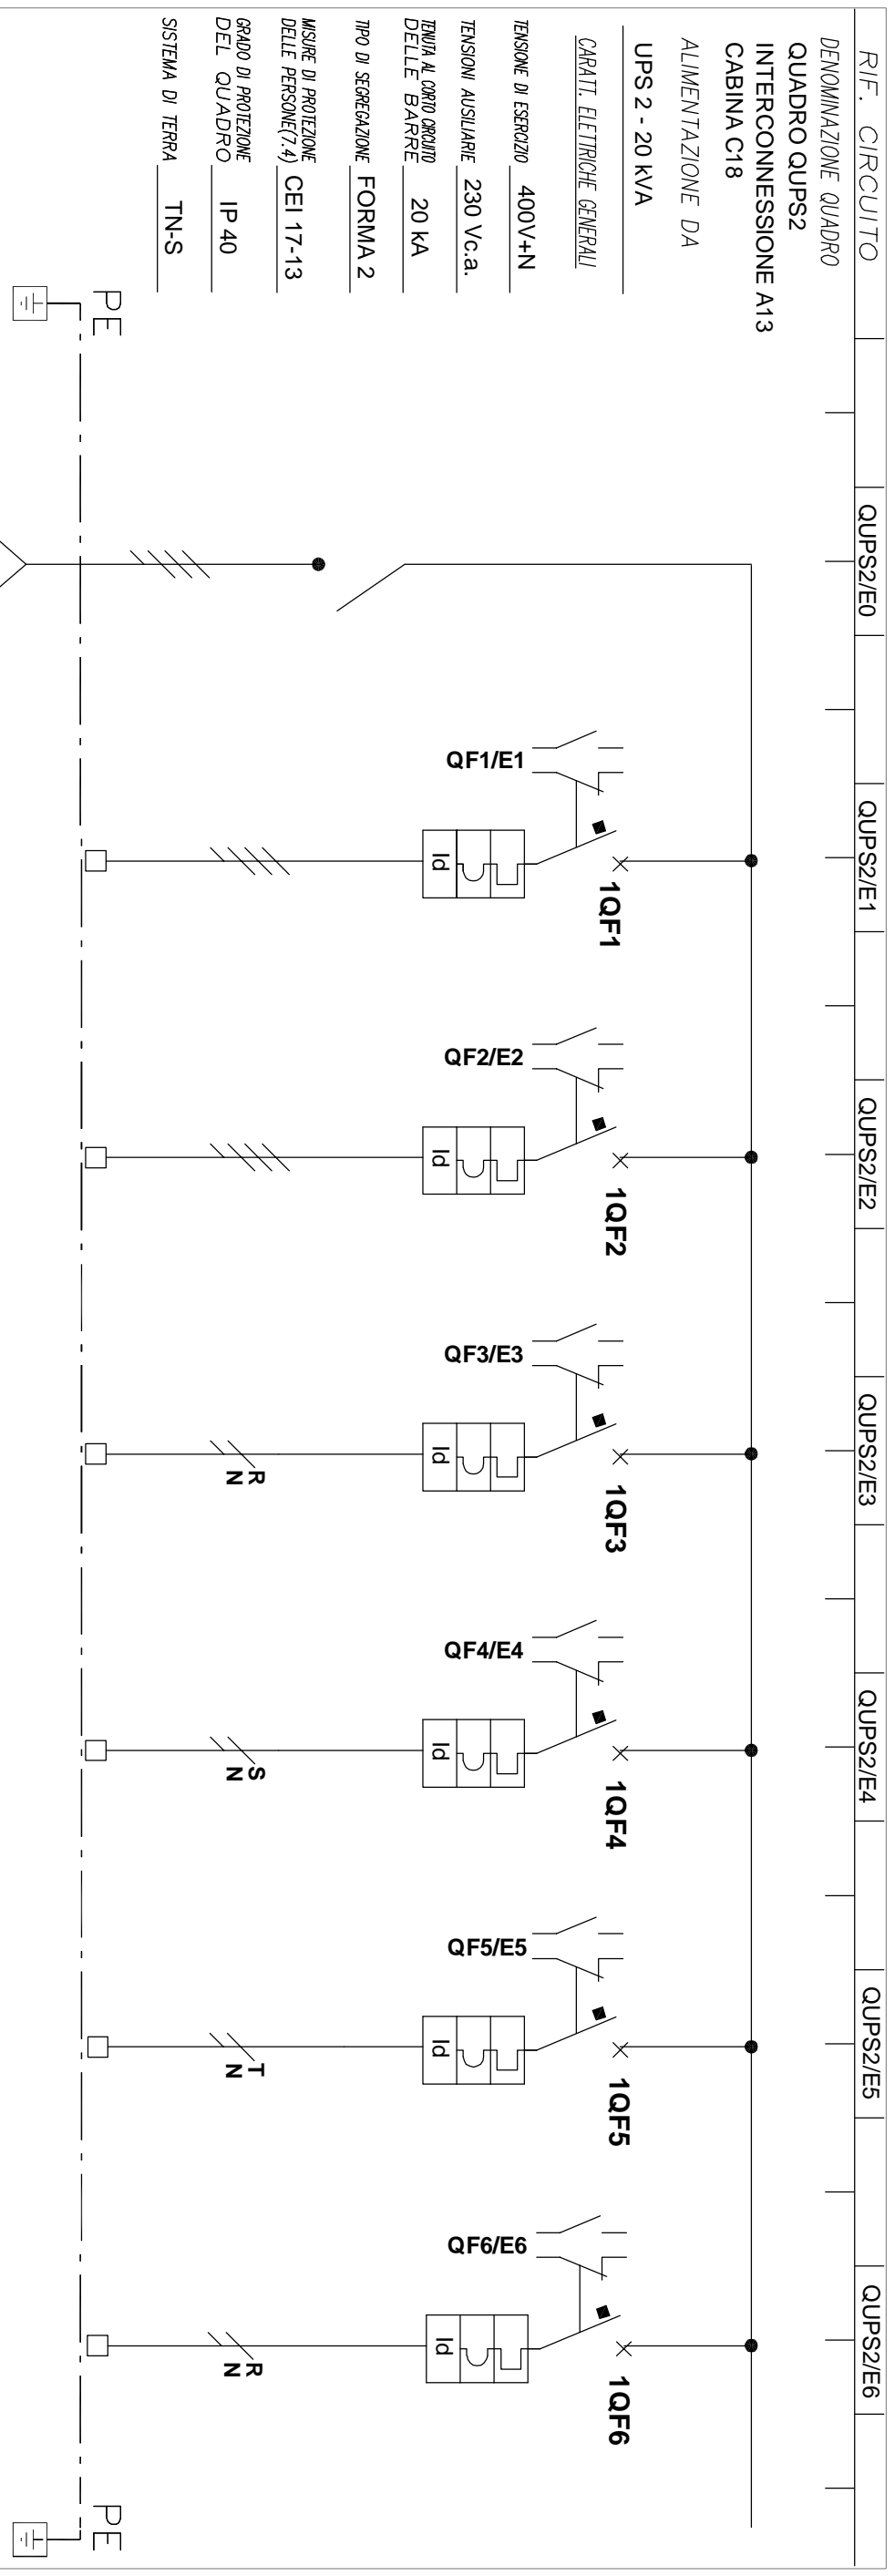 RIF. CIRCUITO
QUPS2/E0
QUPS2/E1
QUPS2/E2
QUPS2/E3
QUPS2/E4
QUPS2/E5
QUPS2/E6
DENOMINAZIONE QUADRO
QUADRO QUPS2
INTERCONNESSIONE A13
CABINA C18
ALIMENTAZIONE DA
UPS 2 - 20 kVA
CARATT. ELETTRICHE GENERALI
TENSIONE DI ESERCIZIO 400V+N
TENSIONI AUSILIARIE 230 Vc.a.
TENUTA AL CORTO CIRCUITO
DELLE BARRE 20 kA
TIPO DI SEGREGAZIONE FORMA 2
MISURE DI PROTEZIONE
DELLE PERSONE(7.4) CEI 17-13
GRADO DI PROTEZIONE
DEL QUADRO IP 40
SISTEMA DI TERRA TN-S
PE
QF1/E1
1QF1
Id
QF2/E2
1QF2
Id
QF3/E3
1QF3
Id
R
N
QF4/E4
1QF4
Id
S
N
QF5/E5
1QF5
Id
T
N
QF6/E6
1QF6
Id
R
N
PE